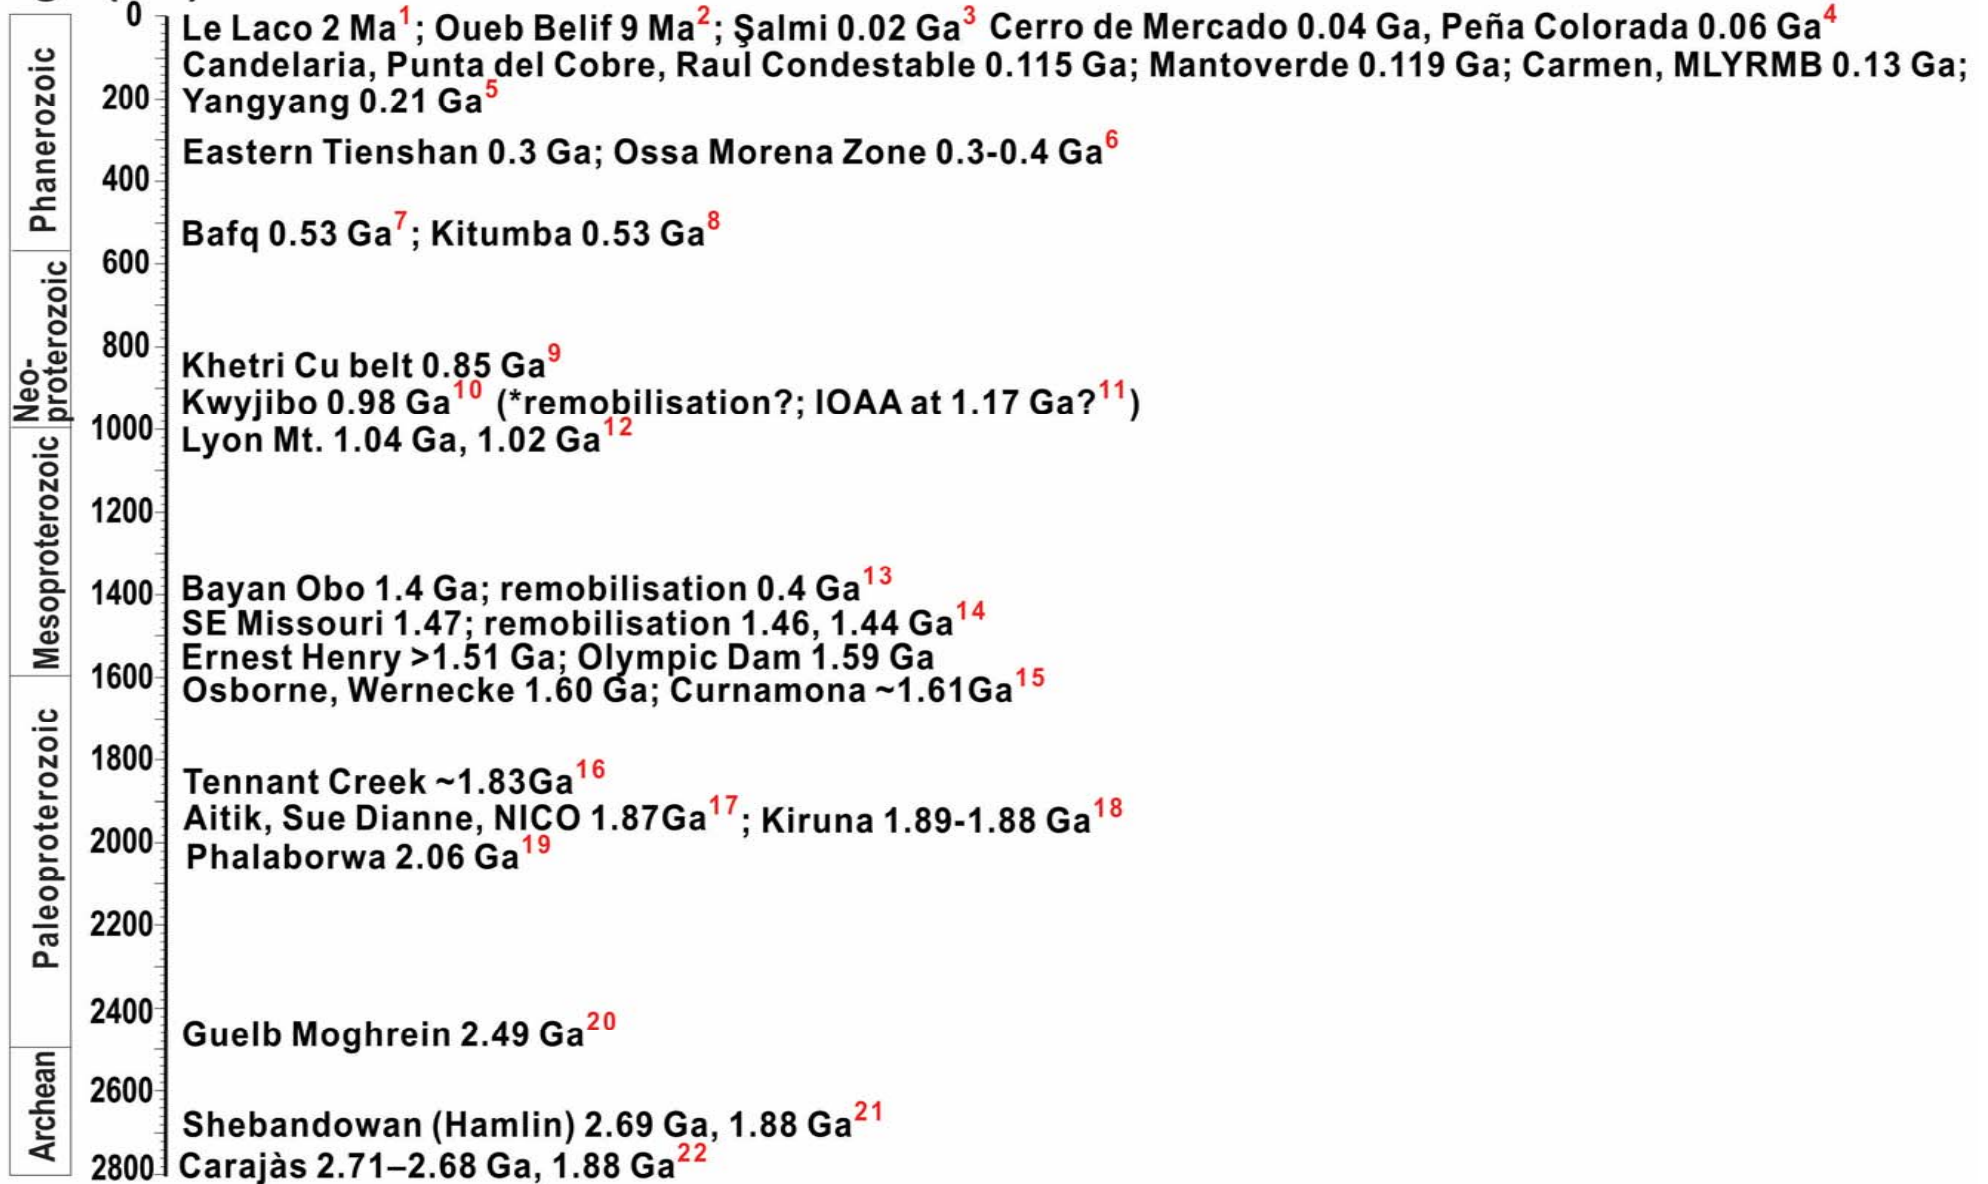 0 Le Laco 2 Ma1; Oueb Belif 9 Ma2; Şalmi 0.02 Ga3 Cerro de Mercado 0.04 Ga, Peña Colorada 0.06 Ga4
Candelaria, Punta del Cobre, Raul Condestable 0.115 Ga; Mantoverde 0.119 Ga; Carmen, MLYRMB 0.13 Ga;
200 Yangyang 0.21 Ga5
Phanerozoic
Eastern Tienshan 0.3 Ga; Ossa Morena Zone 0.3-0.4 Ga6
400
Bafq 0.53 Ga7; Kitumba 0.53 Ga8
600
Neo-
proterozoic
800
Khetri Cu belt 0.85 Ga9
Kwyjibo 0.98 Ga10 (*remobilisation?; IOAA at 1.17 Ga?11)
1000
Lyon Mt. 1.04 Ga, 1.02 Ga12
Mesoproterozoic
1200
1400 Bayan Obo 1.4 Ga; remobilisation 0.4 Ga13
SE Missouri 1.47; remobilisation 1.46, 1.44 Ga14
Ernest Henry >1.51 Ga; Olympic Dam 1.59 Ga
1600
Osborne, Wernecke 1.60 Ga; Curnamona ~1.61Ga15
Paleoproterozoic
1800
Tennant Creek ~1.83Ga16
Aitik, Sue Dianne, NICO 1.87Ga17; Kiruna 1.89-1.88 Ga18
2000
Phalaborwa 2.06 Ga19
2200
2400
Guelb Moghrein 2.49 Ga20
Archean
2600
Shebandowan (Hamlin) 2.69 Ga, 1.88 Ga21
2800 Carajàs 2.71–2.68 Ga, 1.88 Ga22